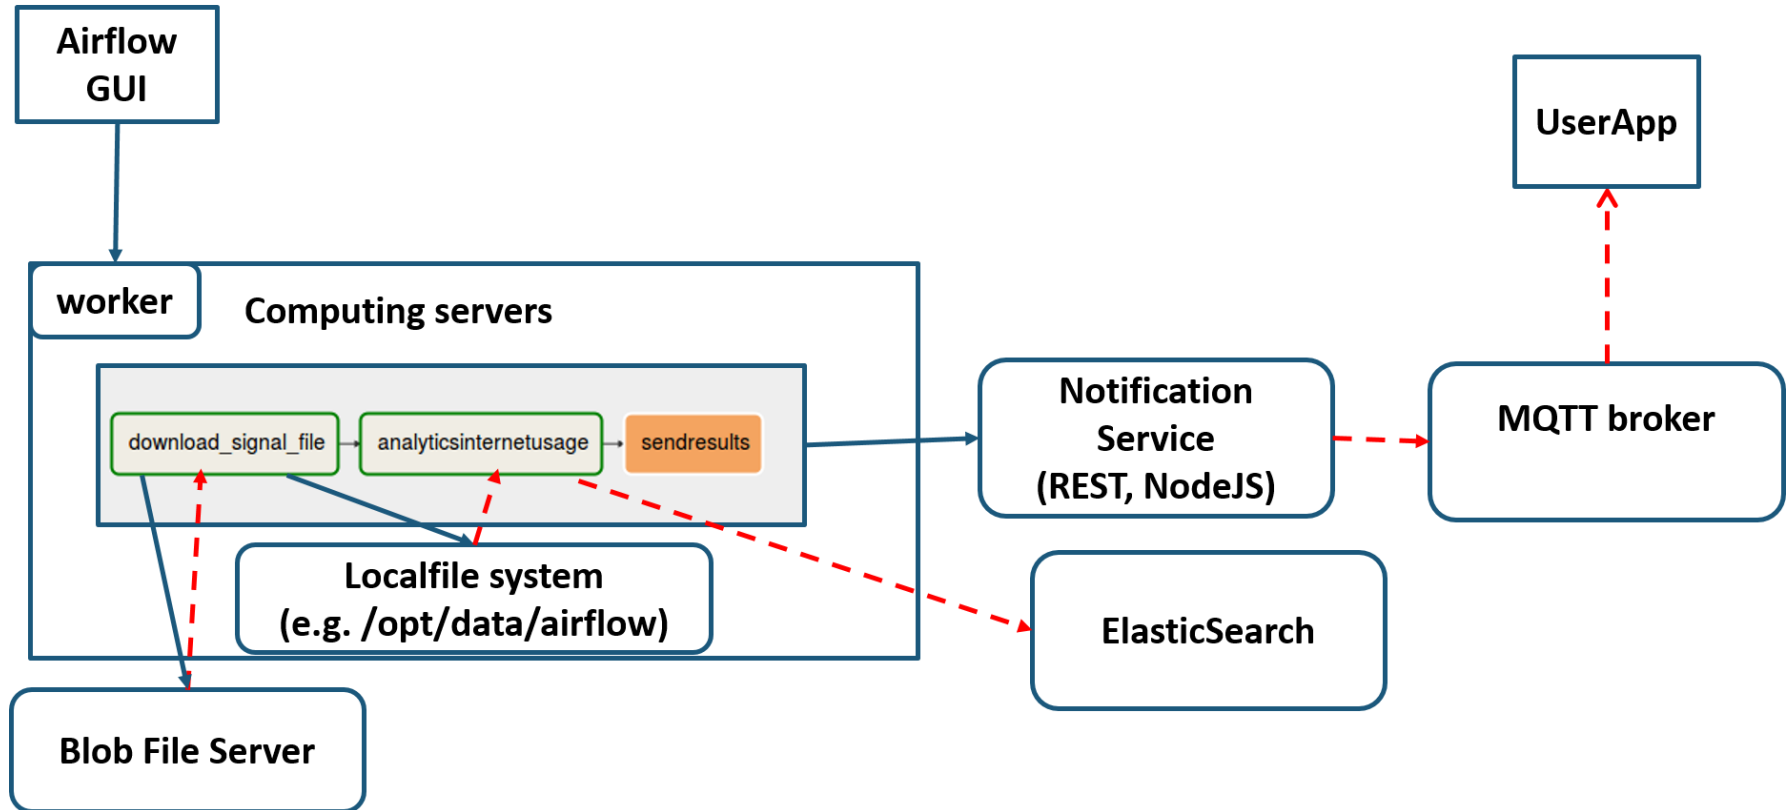 Airflow
GUI
UserApp
worker
Computing servers
download_signal_file
analyticsinternetusage
sendresults
Notification
Service
(REST, NodeJS)
MQTT broker
Localfile system
(e.g. /opt/data/airflow)
ElasticSearch
Blob File Server